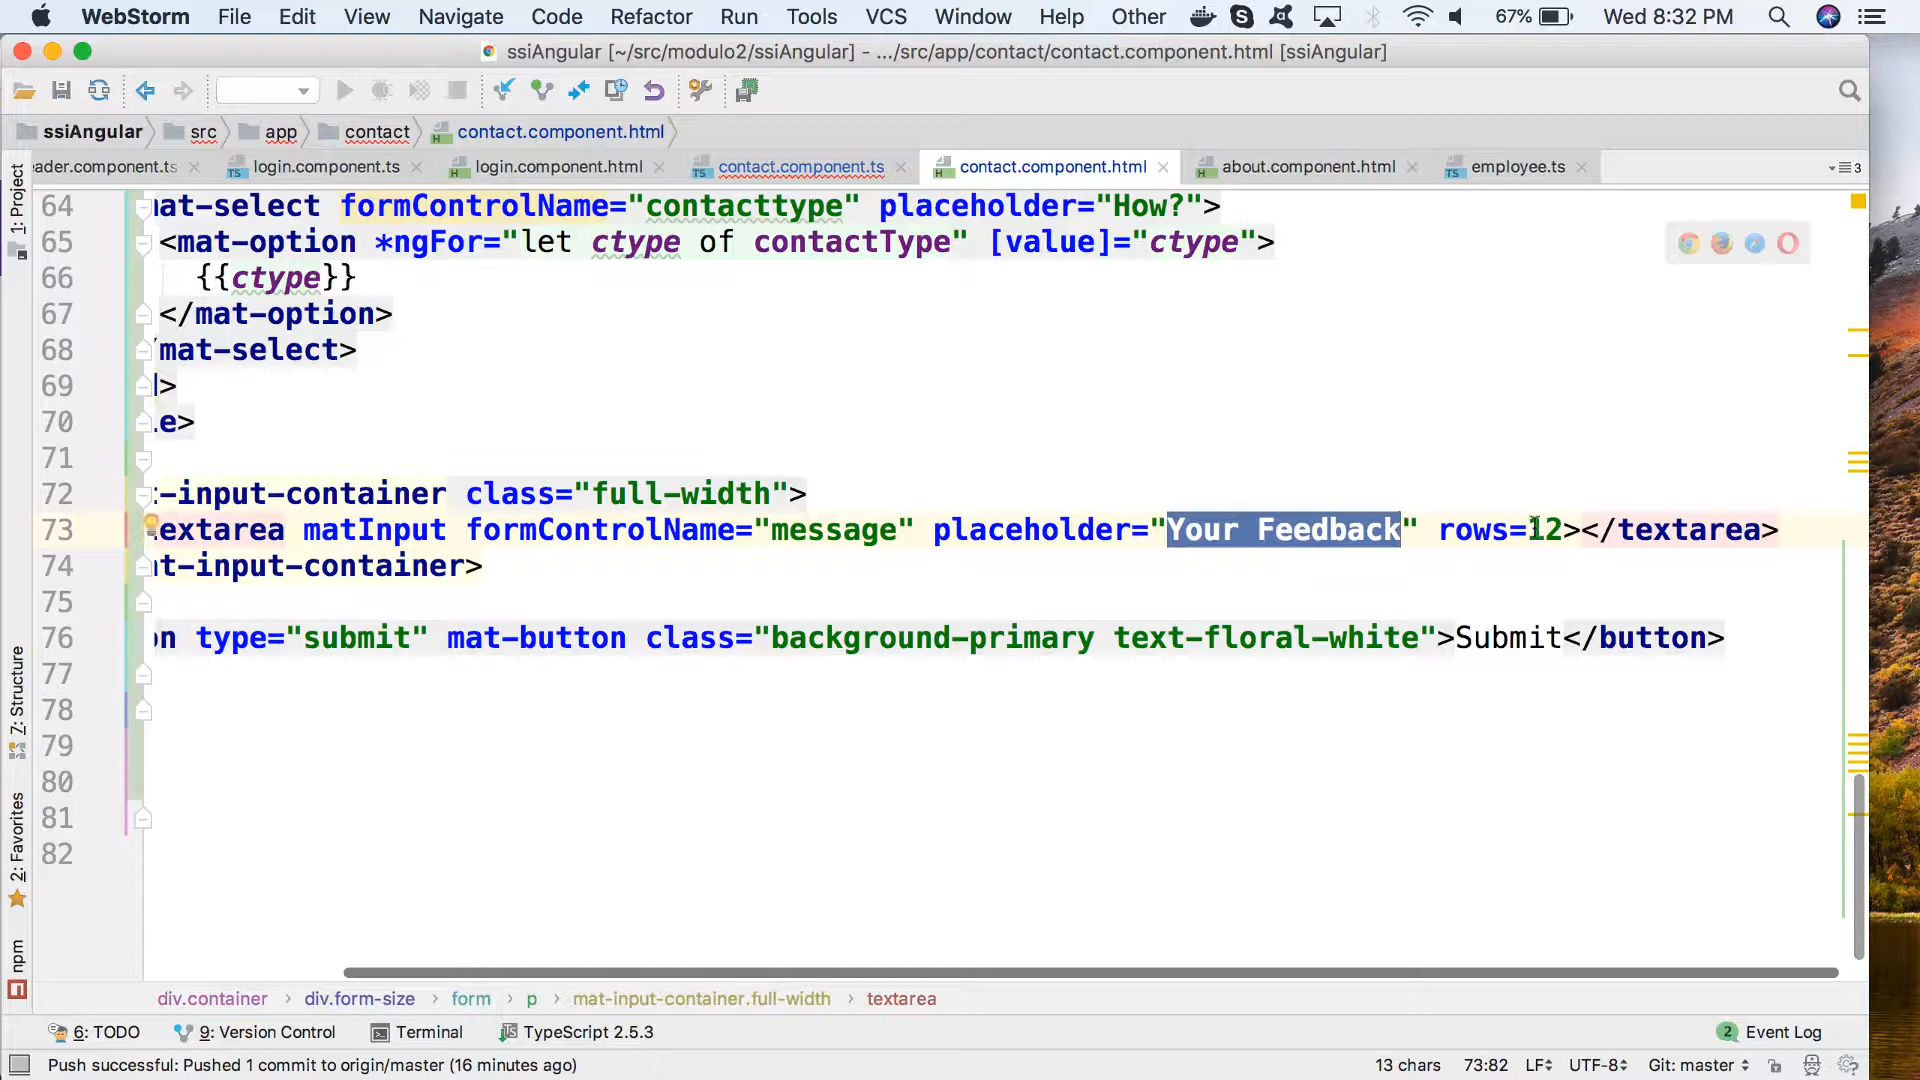 WebStorm File Edit View Navigate Code Refactor Run Tools VCS Window Help Other 67% Wed 8:32 PM
ssiAngular [~/src/modulo2/ssiAngular] - .../src/app/contact/contact.component.html [ssiAngular]
ssiAngular src app contact contact.component.html
eader.component.ts login.component.ts login.component.html contact.component.ts contact.component.html about.component.html employee.ts 3
1: Project
7: Structure
2: Favorites
npm
64 mat-select formControlName="contacttype" placeholder="How?">
65 <mat-option *ngFor="let ctype of contactType" [value]="ctype">
66 {{ctype}}
67 </mat-option>
68 /mat-select>
69 d>
70 le>
71
72 t-input-container class="full-width">
73 textarea matInput formControlName="message" placeholder="Your Feedback" rows=12></textarea>
74 at-input-container>
75
76 on type="submit" mat-button class="background-primary text-floral-white">Submit</button>
77
78
79
80
81
82
div.container › div.form-size › form › p › mat-input-container.full-width › textarea
6: TODO 9: Version Control Terminal TypeScript 2.5.3 2 Event Log
Push successful: Pushed 1 commit to origin/master (16 minutes ago) 13 chars 73:82 LF UTF-8 Git: master